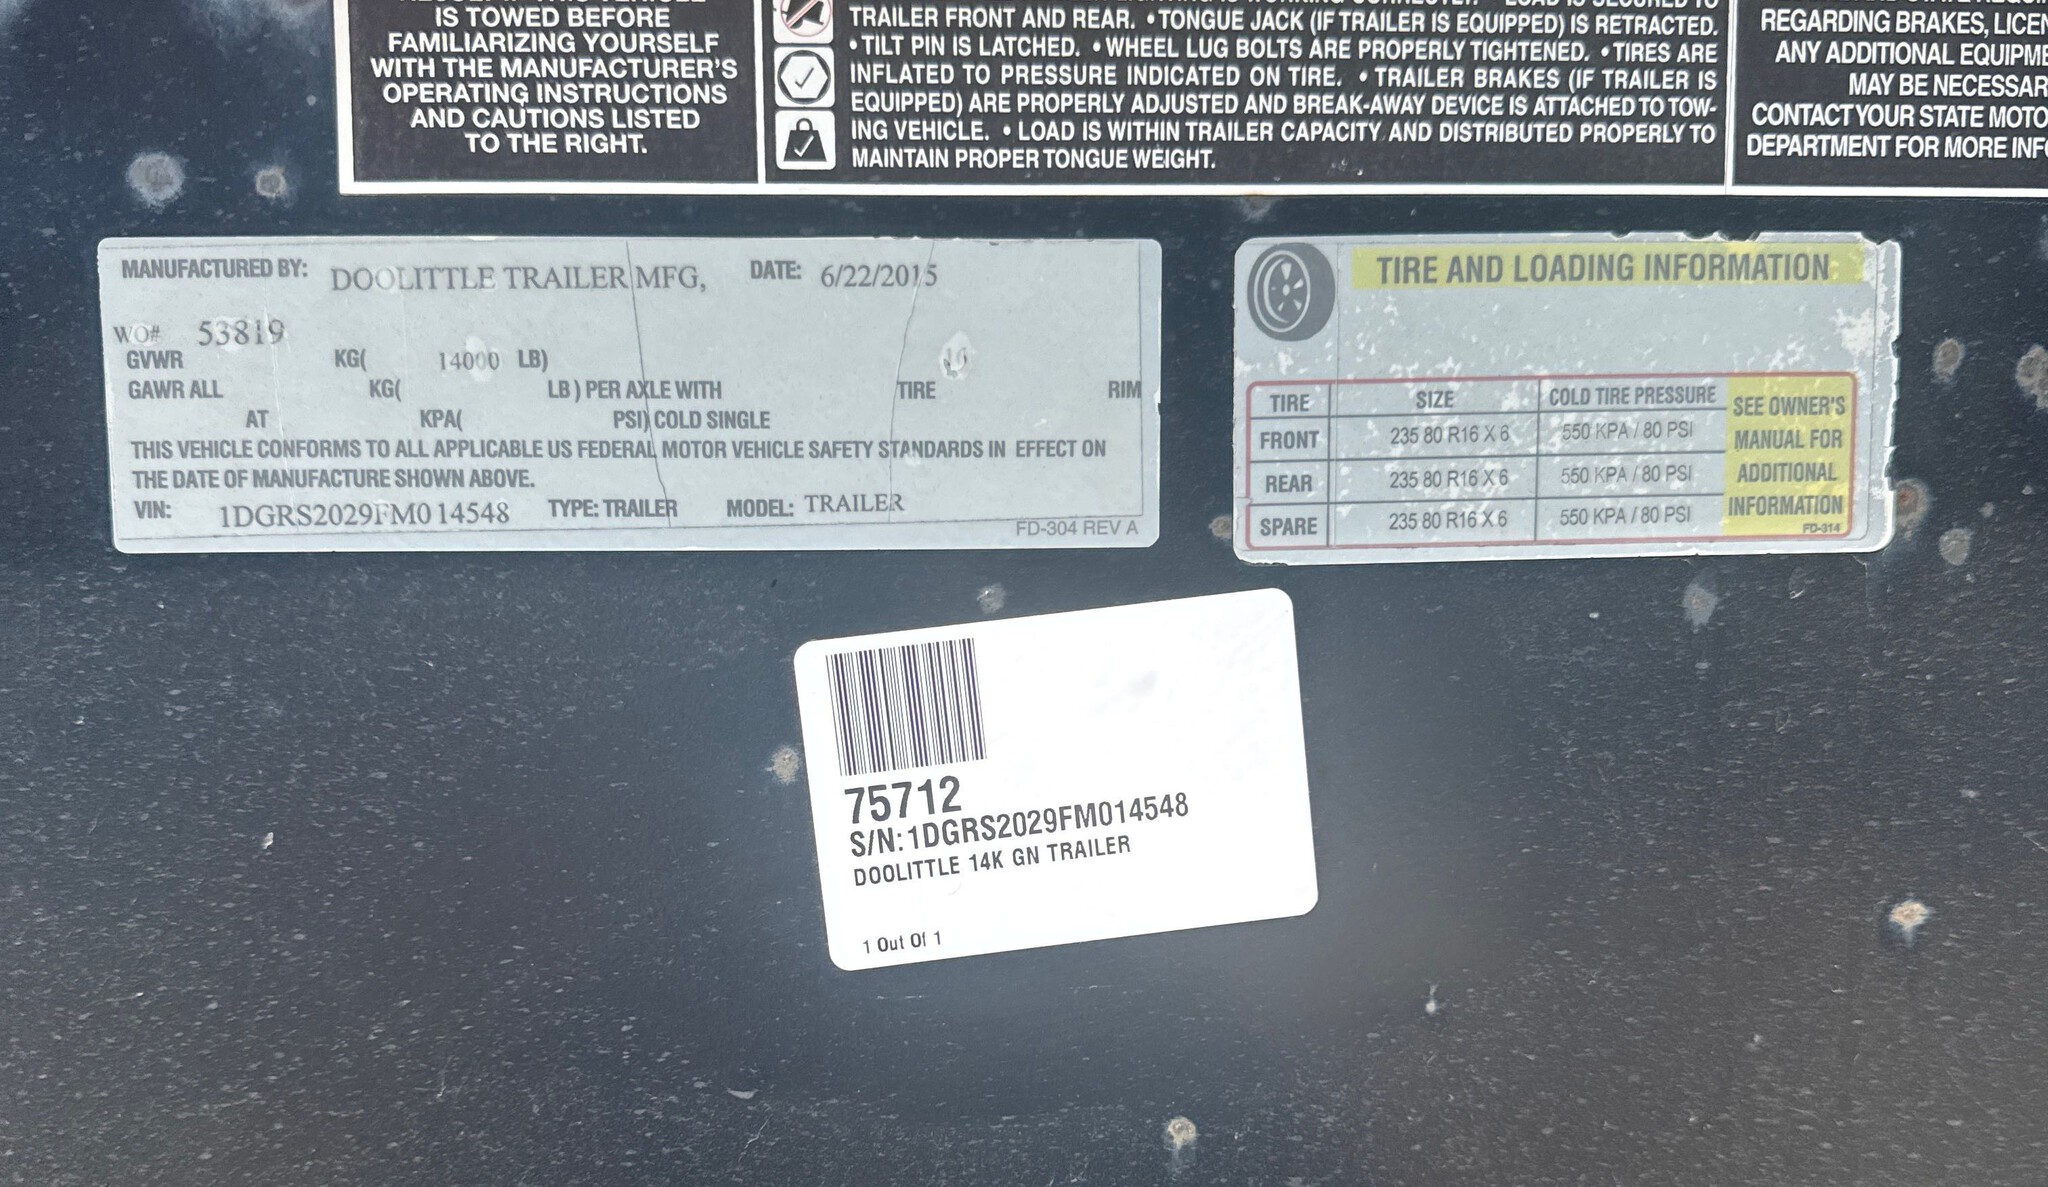 IS TOWED BEFORE
FAMILIARIZING YOURSELF
WITH THE MANUFACTURER'S
OPERATING INSTRUCTIONS
AND CAUTIONS LISTED
TO THE RIGHT.
TRAILER FRONT AND REAR. • TONGUE JACK (IF TRAILER IS EQUIPPED) IS RETRACTED.
• TILT PIN IS LATCHED. • WHEEL LUG BOLTS ARE PROPERLY TIGHTENED. • TIRES ARE
INFLATED TO PRESSURE INDICATED ON TIRE. • TRAILER BRAKES (IF TRAILER IS
EQUIPPED) ARE PROPERLY ADJUSTED AND BREAK-AWAY DEVICE IS ATTACHED TO TOW-
ING VEHICLE. • LOAD IS WITHIN TRAILER CAPACITY AND DISTRIBUTED PROPERLY TO
MAINTAIN PROPER TONGUE WEIGHT.
REGARDING BRAKES, LICEN
ANY ADDITIONAL EQUIPME
MAY BE NECESSAR
CONTACT YOUR STATE MOTO
DEPARTMENT FOR MORE INFO
MANUFACTURED BY: DOOLITTLE TRAILER MFG, DATE: 6/22/2015
WO# 53819
GVWR KG( 14000 LB)
GAWR ALL KG( LB) PER AXLE WITH TIRE RIM
AT KPA( PSI) COLD SINGLE
THIS VEHICLE CONFORMS TO ALL APPLICABLE US FEDERAL MOTOR VEHICLE SAFETY STANDARDS IN EFFECT ON
THE DATE OF MANUFACTURE SHOWN ABOVE.
VIN: 1DGRS2029FM014548 TYPE: TRAILER MODEL: TRAILER
FD-304 REV A
TIRE AND LOADING INFORMATION
TIRE SIZE COLD TIRE PRESSURE
FRONT 235 80 R16 X 6 550 KPA / 80 PSI
REAR 235 80 R16 X 6 550 KPA / 80 PSI
SPARE 235 80 R16 X 6 550 KPA / 80 PSI
SEE OWNER'S
MANUAL FOR
ADDITIONAL
INFORMATION
FD-314
75712
S/N: 1DGRS2029FM014548
DOOLITTLE 14K GN TRAILER
1 Out Of 1